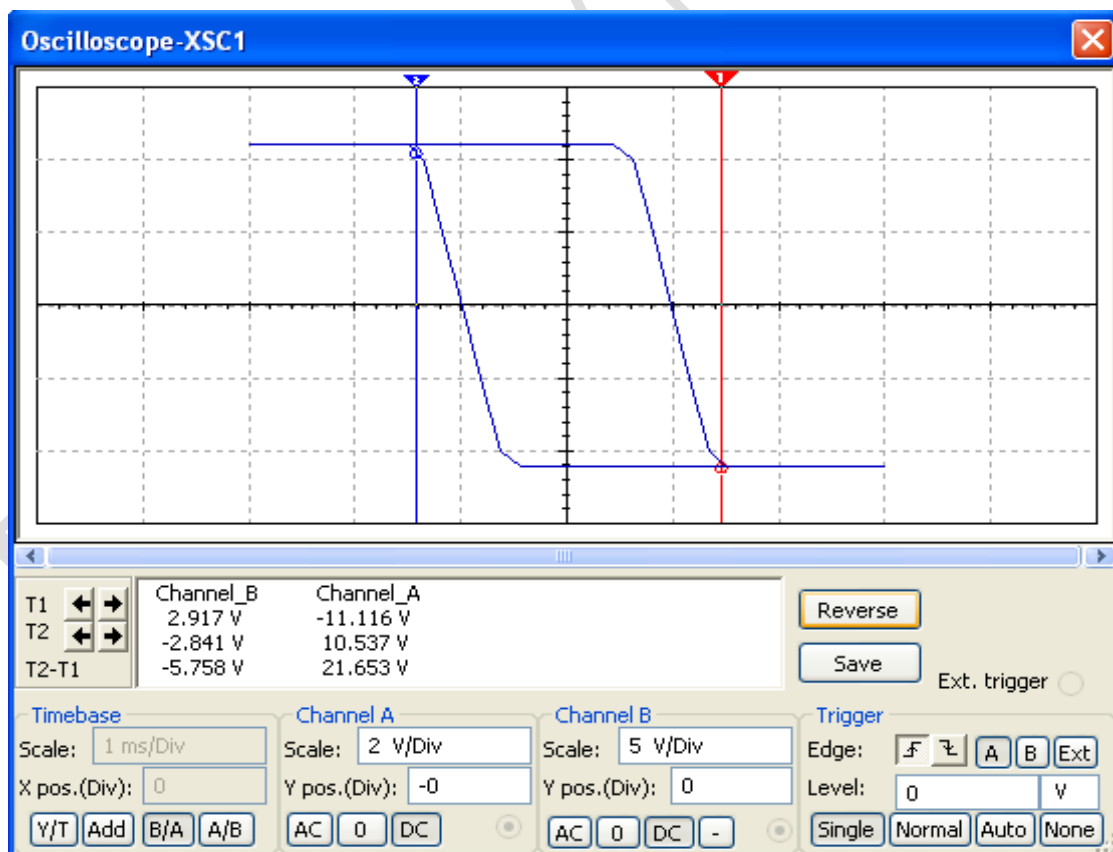 Oscilloscope-XSC1
2 1
T1 Channel_B Channel_A
2.917 V -11.116 V
T2 -2.841 V 10.537 V
T2-T1 -5.758 V 21.653 V
Reverse
Save
Ext. trigger
Timebase
Scale: 1 ms/Div
X pos.(Div): 0
Y/T Add B/A A/B
Channel A
Scale: 2 V/Div
Y pos.(Div): -0
AC 0 DC
Channel B
Scale: 5 V/Div
Y pos.(Div): 0
AC 0 DC -
Trigger
Edge: A B Ext
Level: 0 V
Single Normal Auto None